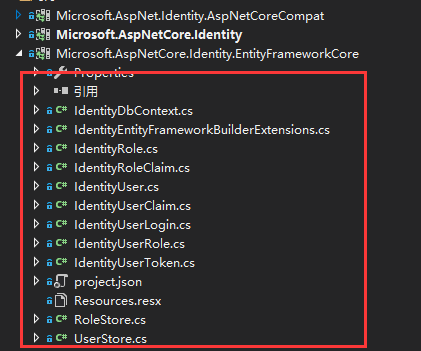 Microsoft.AspNet.Identity.AspNetCoreCompat
Microsoft.AspNetCore.Identity
Microsoft.AspNetCore.Identity.EntityFrameworkCore
Properties
引用
C# IdentityDbContext.cs
C# IdentityEntityFrameworkBuilderExtensions.cs
C# IdentityRole.cs
C# IdentityRoleClaim.cs
C# IdentityUser.cs
C# IdentityUserClaim.cs
C# IdentityUserLogin.cs
C# IdentityUserRole.cs
C# IdentityUserToken.cs
project.json
Resources.resx
C# RoleStore.cs
C# UserStore.cs